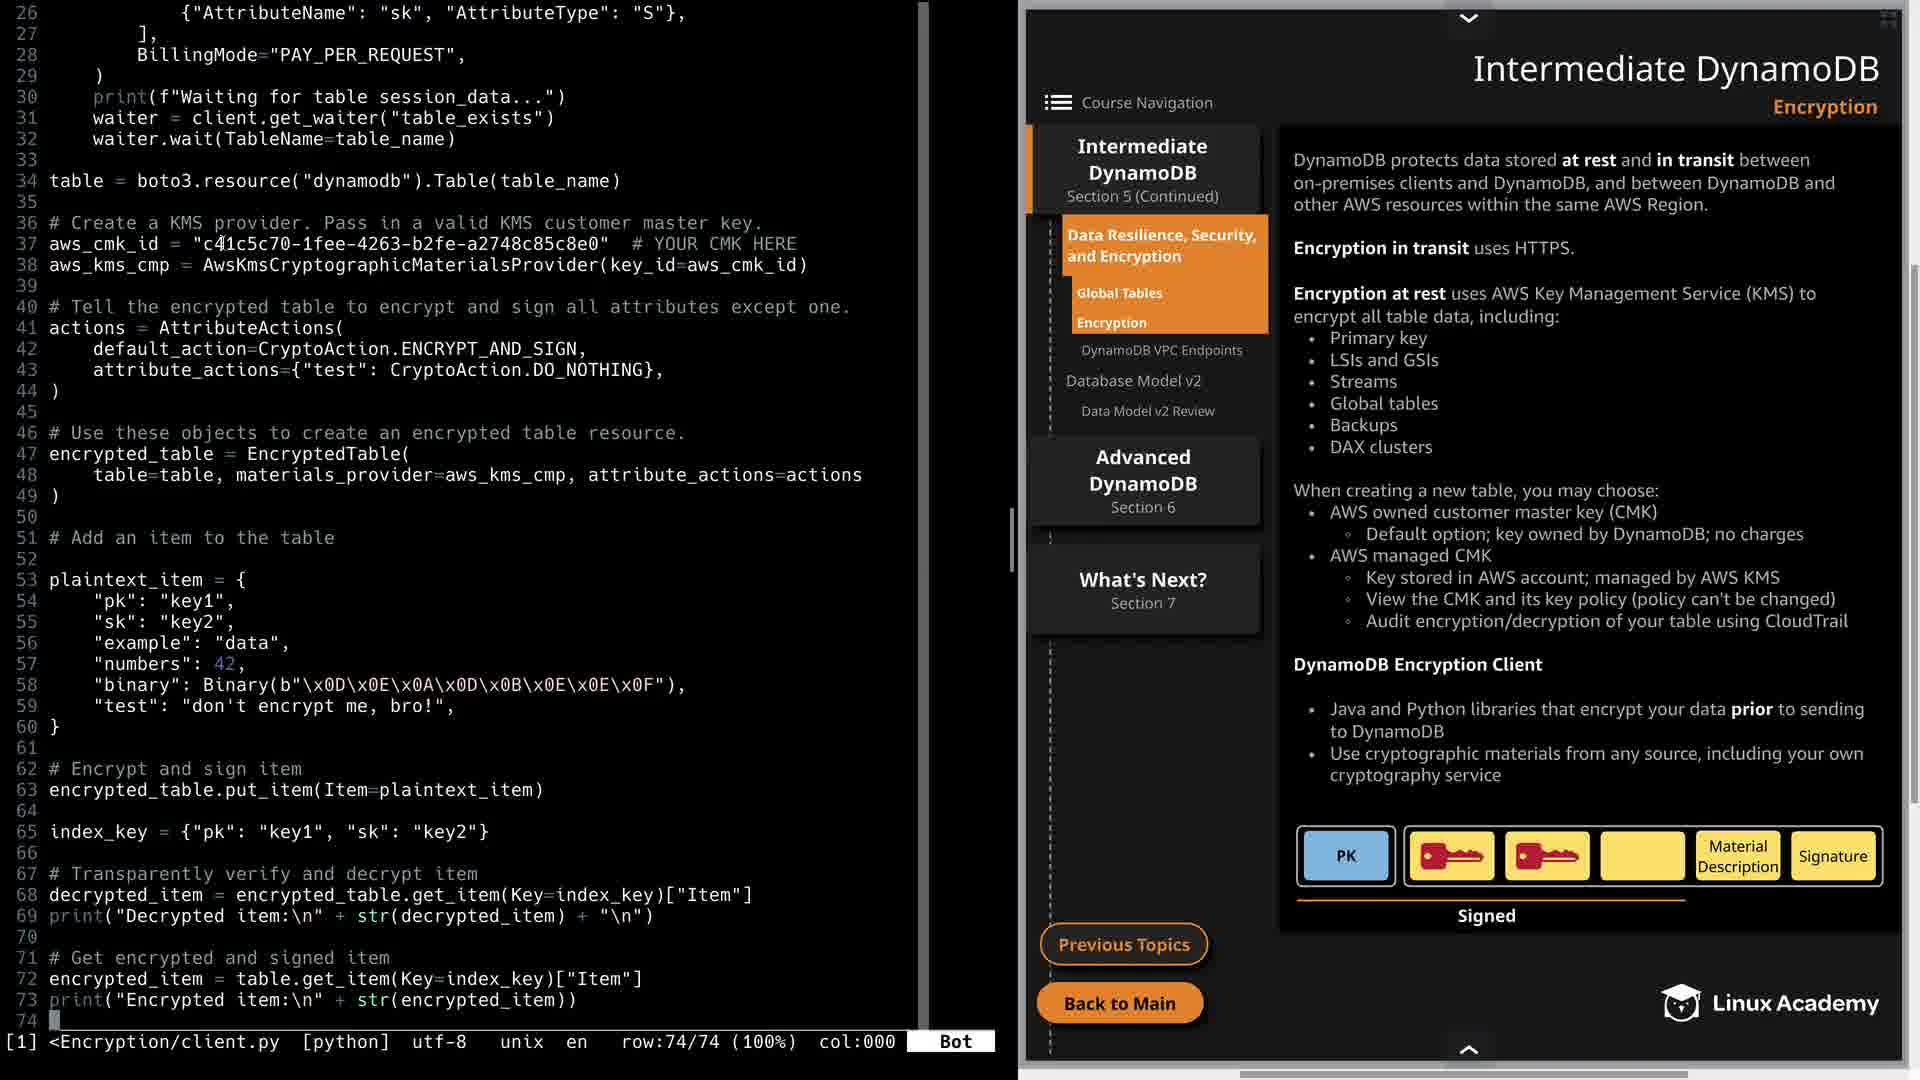 26             {"AttributeName": "sk", "AttributeType": "S"},
27         ],
28         BillingMode="PAY_PER_REQUEST",
29     )
30     print(f"Waiting for table session_data...")
31     waiter = client.get_waiter("table_exists")
32     waiter.wait(TableName=table_name)
33
34 table = boto3.resource("dynamodb").Table(table_name)
35
36 # Create a KMS provider. Pass in a valid KMS customer master key.
37 aws_cmk_id = "c41c5c70-1fee-4263-b2fe-a2748c85c8e0"  # YOUR CMK HERE
38 aws_kms_cmp = AwsKmsCryptographicMaterialsProvider(key_id=aws_cmk_id)
39
40 # Tell the encrypted table to encrypt and sign all attributes except one.
41 actions = AttributeActions(
42     default_action=CryptoAction.ENCRYPT_AND_SIGN,
43     attribute_actions={"test": CryptoAction.DO_NOTHING},
44 )
45
46 # Use these objects to create an encrypted table resource.
47 encrypted_table = EncryptedTable(
48     table=table, materials_provider=aws_kms_cmp, attribute_actions=actions
49 )
50
51 # Add an item to the table
52
53 plaintext_item = {
54     "pk": "key1",
55     "sk": "key2",
56     "example": "data",
57     "numbers": 42,
58     "binary": Binary(b"\x0D\x0E\x0A\x0D\x0B\x0E\x0E\x0F"),
59     "test": "don't encrypt me, bro!",
60 }
61
62 # Encrypt and sign item
63 encrypted_table.put_item(Item=plaintext_item)
64
65 index_key = {"pk": "key1", "sk": "key2"}
66
67 # Transparently verify and decrypt item
68 decrypted_item = encrypted_table.get_item(Key=index_key)["Item"]
69 print("Decrypted item:\n" + str(decrypted_item) + "\n")
70
71 # Get encrypted and signed item
72 encrypted_item = table.get_item(Key=index_key)["Item"]
73 print("Encrypted item:\n" + str(encrypted_item))
74
[1] <Encryption/client.py  [python]  utf-8   unix  en   row:74/74 (100%)  col:000    Bot
Intermediate DynamoDB
Encryption
Course Navigation
Intermediate
DynamoDB
Section 5 (Continued)
Data Resilience, Security,
and Encryption
Global Tables
Encryption
DynamoDB VPC Endpoints
Database Model v2
Data Model v2 Review
Advanced
DynamoDB
Section 6
What's Next?
Section 7
Previous Topics
Back to Main
DynamoDB protects data stored at rest and in transit between
on-premises clients and DynamoDB, and between DynamoDB and
other AWS resources within the same AWS Region.
Encryption in transit uses HTTPS.
Encryption at rest uses AWS Key Management Service (KMS) to
encrypt all table data, including:
• Primary key
• LSIs and GSIs
• Streams
• Global tables
• Backups
• DAX clusters
When creating a new table, you may choose:
• AWS owned customer master key (CMK)
◦ Default option; key owned by DynamoDB; no charges
• AWS managed CMK
◦ Key stored in AWS account; managed by AWS KMS
◦ View the CMK and its key policy (policy can't be changed)
◦ Audit encryption/decryption of your table using CloudTrail
DynamoDB Encryption Client
• Java and Python libraries that encrypt your data prior to sending
to DynamoDB
• Use cryptographic materials from any source, including your own
cryptography service
PK
Material
Description
Signature
Signed
Linux Academy